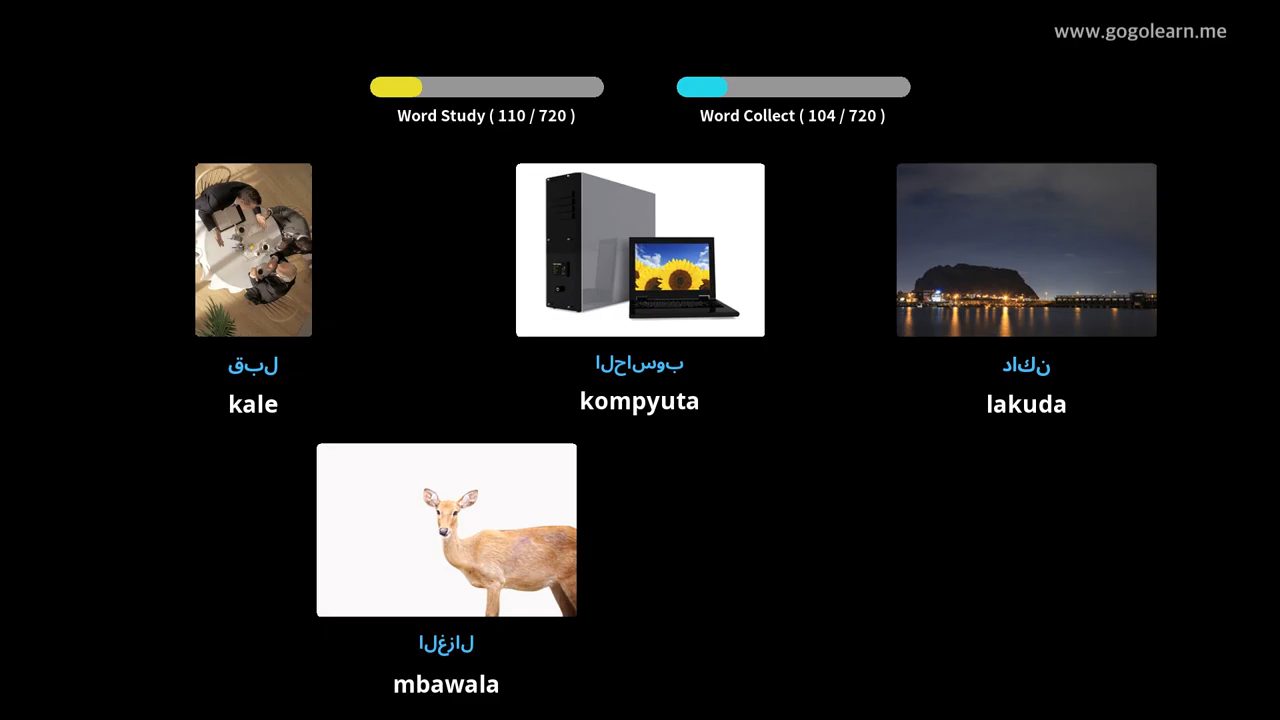 www.gogolearn.me
Word Study ( 110 / 720 )
Word Collect ( 104 / 720 )
قبل
الحاسوب
داكن
kale
kompyuta
lakuda
الغزال
mbawala